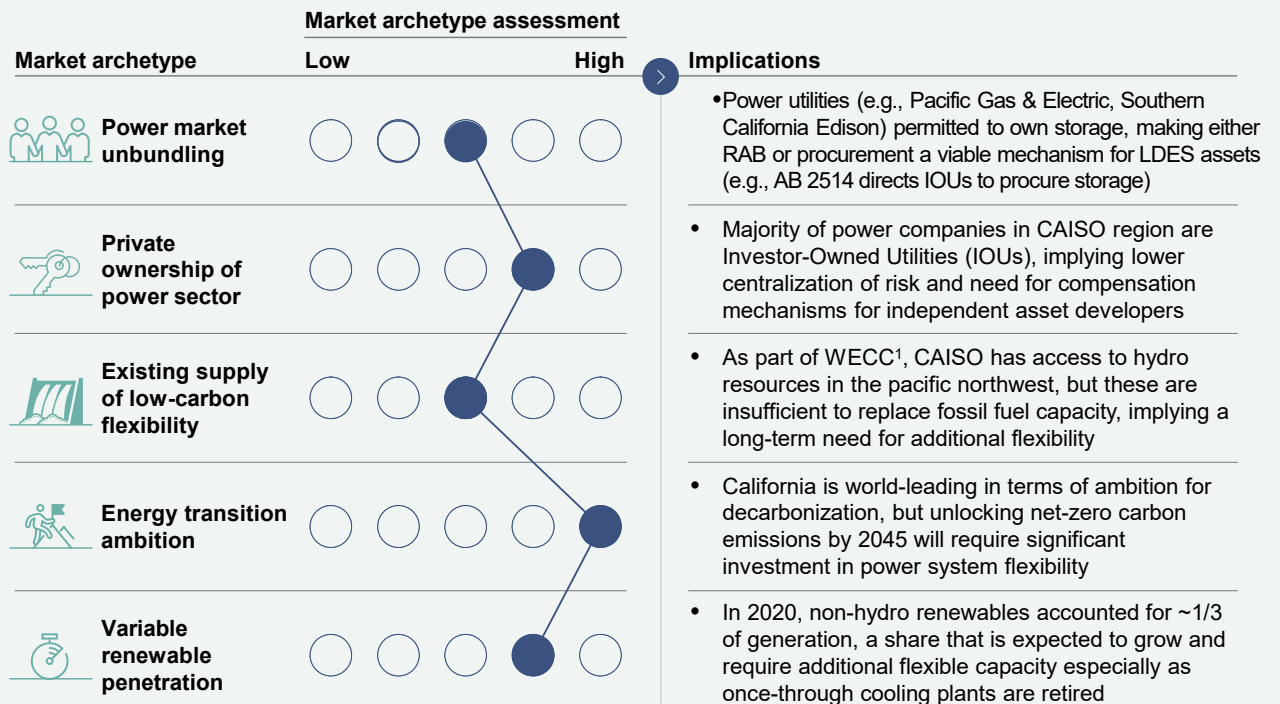 Market archetype assessment
Market archetype
Low
High
Implications
Power market
unbundling
•Power utilities (e.g., Pacific Gas & Electric, Southern
California Edison) permitted to own storage, making either
RAB or procurement a viable mechanism for LDES assets
(e.g., AB 2514 directs IOUs to procure storage)
Private
ownership of
power sector
• Majority of power companies in CAISO region are
Investor-Owned Utilities (IOUs), implying lower
centralization of risk and need for compensation
mechanisms for independent asset developers
Existing supply
of low-carbon
flexibility
• As part of WECC¹, CAISO has access to hydro
resources in the pacific northwest, but these are
insufficient to replace fossil fuel capacity, implying a
long-term need for additional flexibility
Energy transition
ambition
• California is world-leading in terms of ambition for
decarbonization, but unlocking net-zero carbon
emissions by 2045 will require significant
investment in power system flexibility
Variable
renewable
penetration
• In 2020, non-hydro renewables accounted for ~1/3
of generation, a share that is expected to grow and
require additional flexible capacity especially as
once-through cooling plants are retired